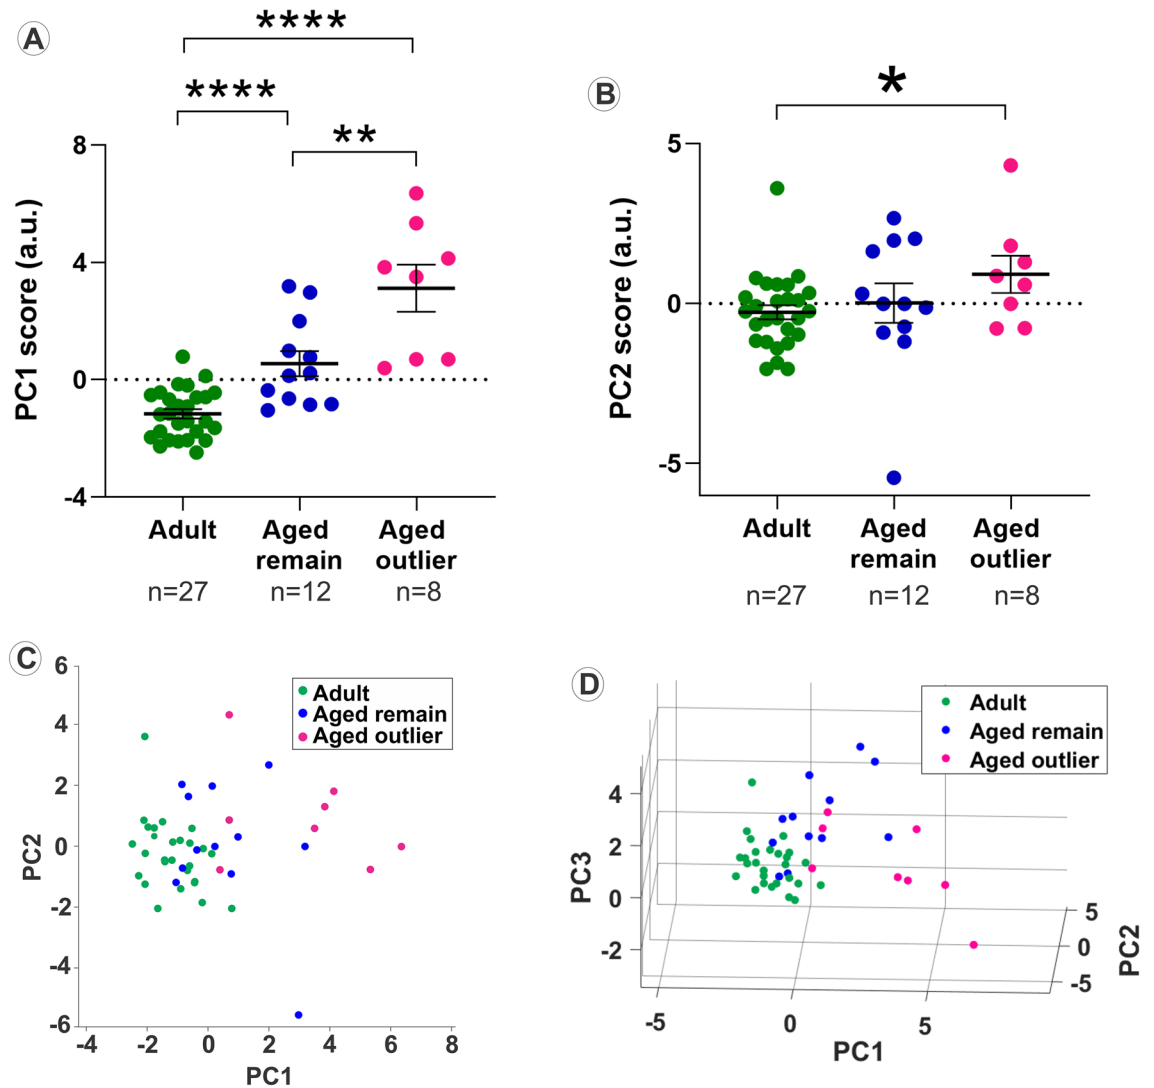 A
****
****
**
8
4
0
-4
PC1 score (a.u.)
Adult
Aged
remain
Aged
outlier
n=27
n=12
n=8
B
*
5
0
-5
PC2 score (a.u.)
Adult
Aged
remain
Aged
outlier
n=27
n=12
n=8
C
6
4
2
0
-2
-4
-6
PC2
-4
-2
0
2
4
6
8
PC1
Adult
Aged remain
Aged outlier
D
Adult
Aged remain
Aged outlier
4
2
0
-2
PC3
-5
0
5
PC1
5
0
-5
PC2